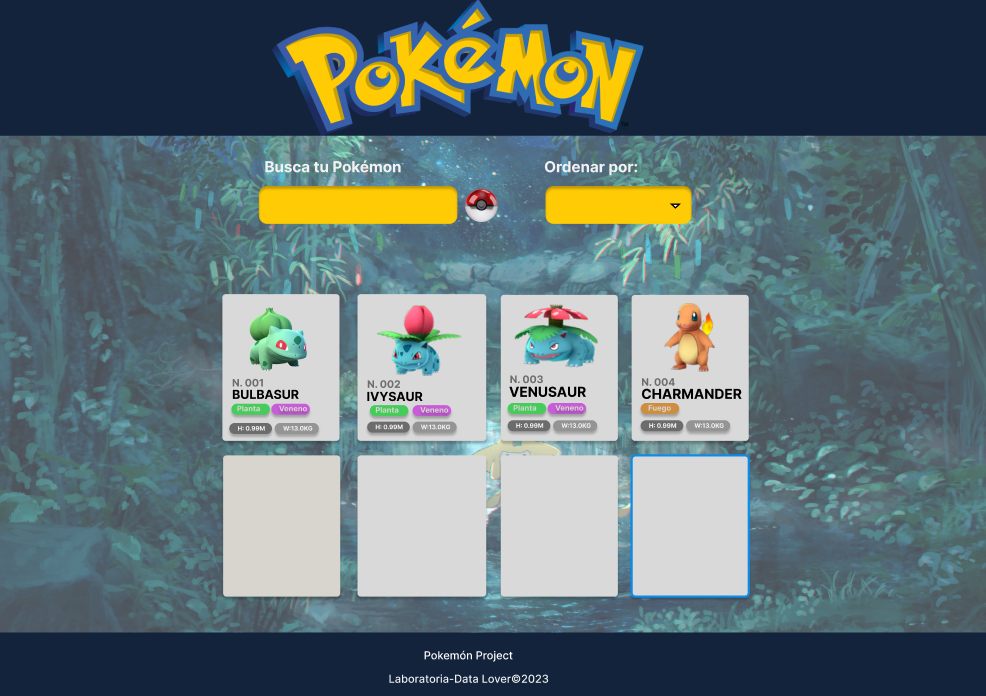 POKéMON
Busca tu Pokémon
Ordenar por:
N. 001
BULBASUR
Planta Veneno
H: 0.99M W:13.0KG
N. 002
IVYSAUR
Planta Veneno
H: 0.99M W:13.0KG
N. 003
VENUSAUR
Planta Veneno
H: 0.99M W:13.0KG
N. 004
CHARMANDER
Fuego
H: 0.99M W:13.0KG
Pokemón Project
Laboratoria-Data Lover©2023